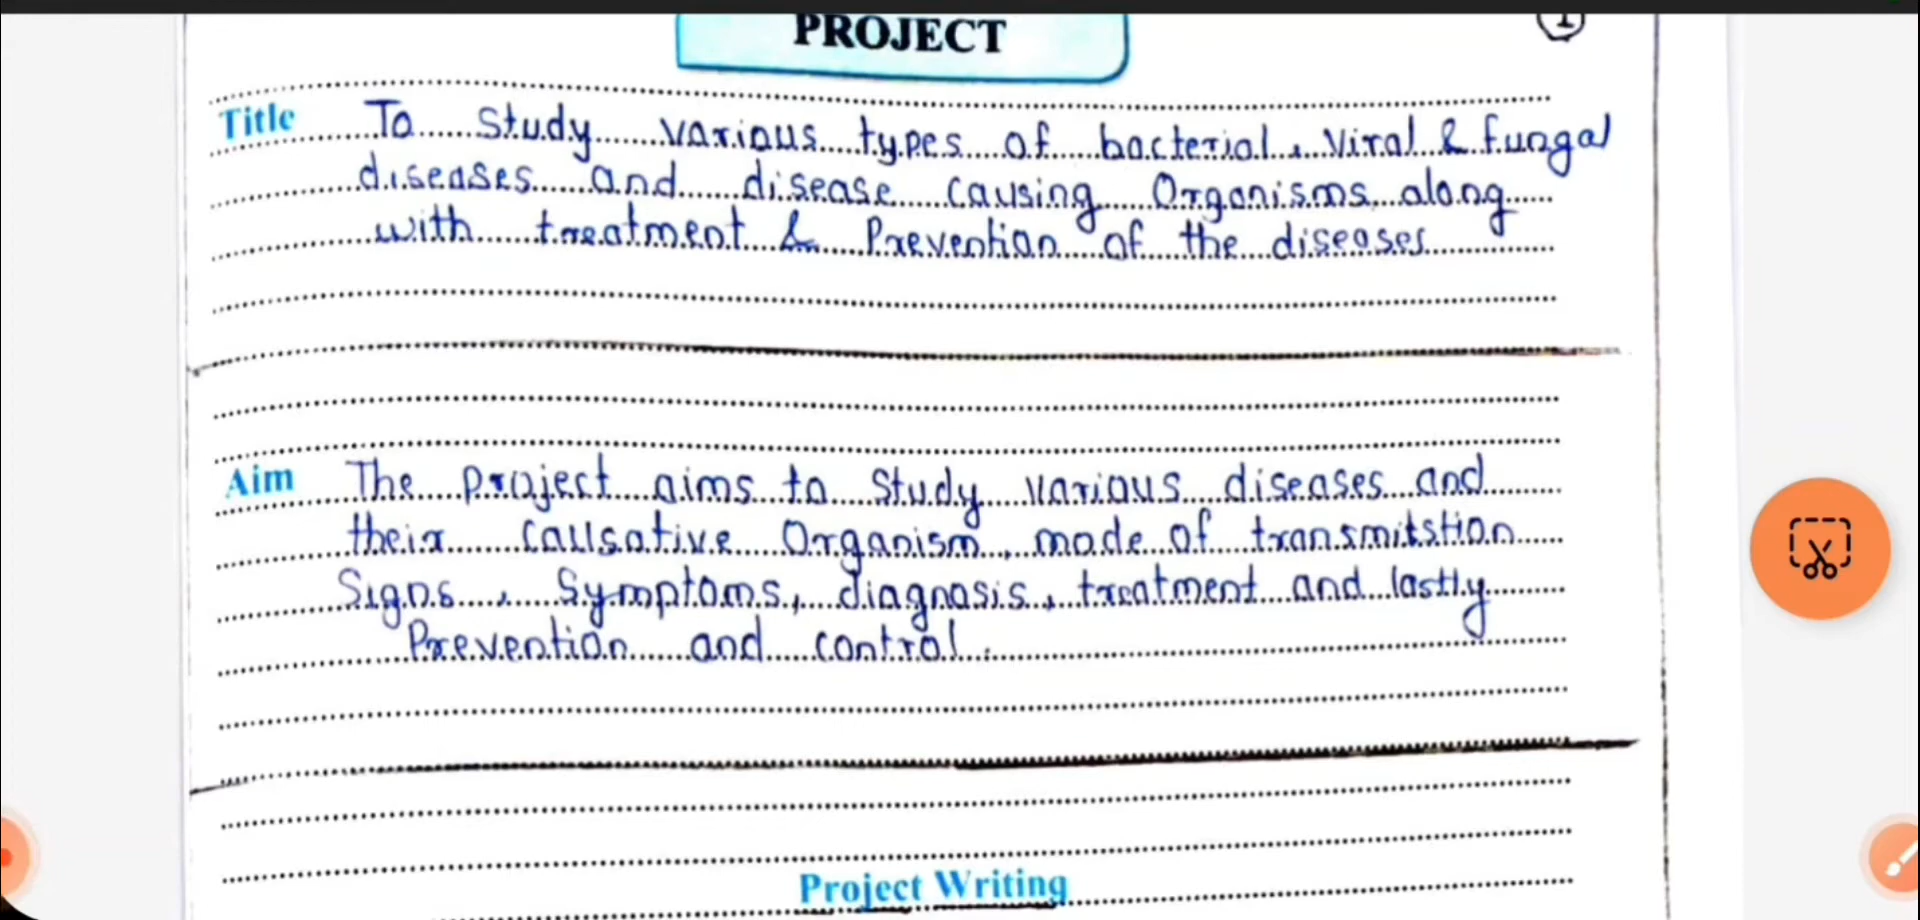 PROJECT
1
Title To study various types of bacterial, viral & fungal
diseases and disease causing Organisms along
with treatment & Prevention of the diseases
Aim The project aims to study various diseases and
their causative Organism, mode of transmitstion
Signs, Symptoms, diagnosis, treatment and lastly
Prevention and control.
Project Writing